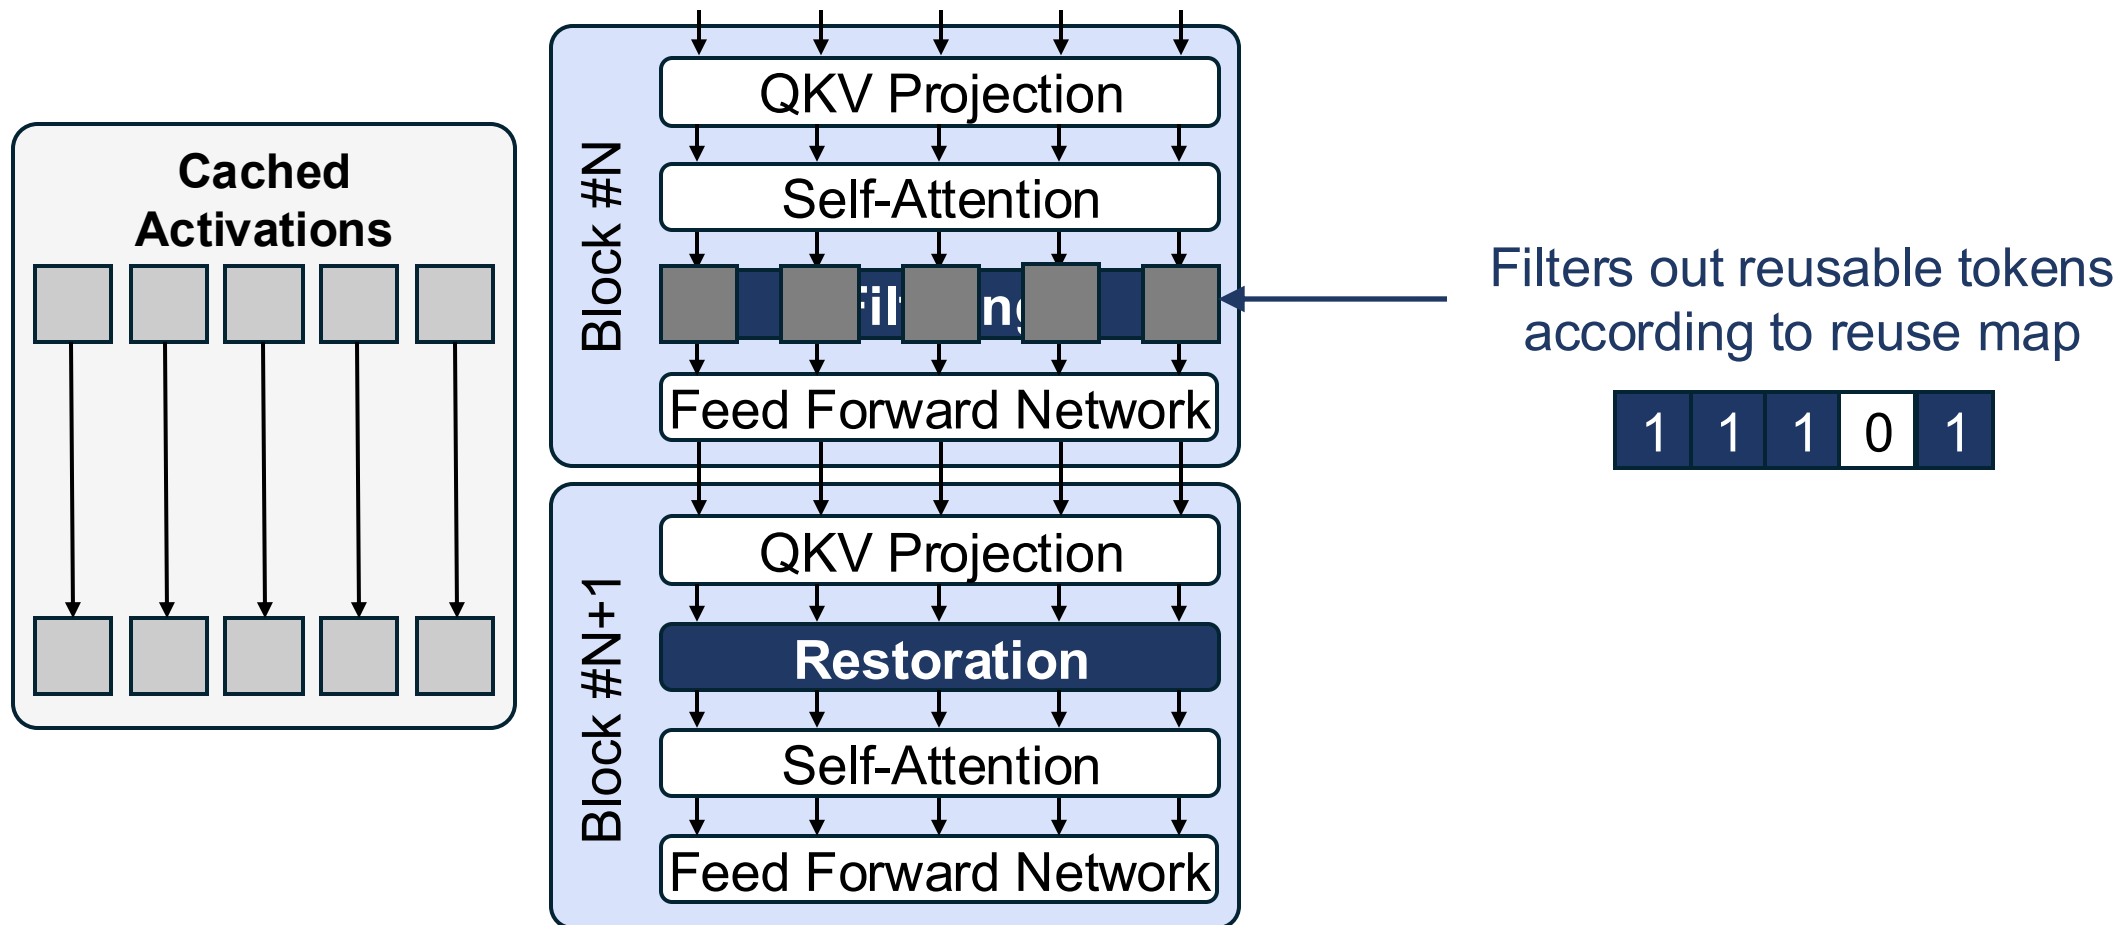 Cached
Activations
Block #N
QKV Projection
Self-Attention
Feed Forward Network
Block #N+1
QKV Projection
Restoration
Self-Attention
Feed Forward Network
Filters out reusable tokens
according to reuse map
1 1 1 0 1